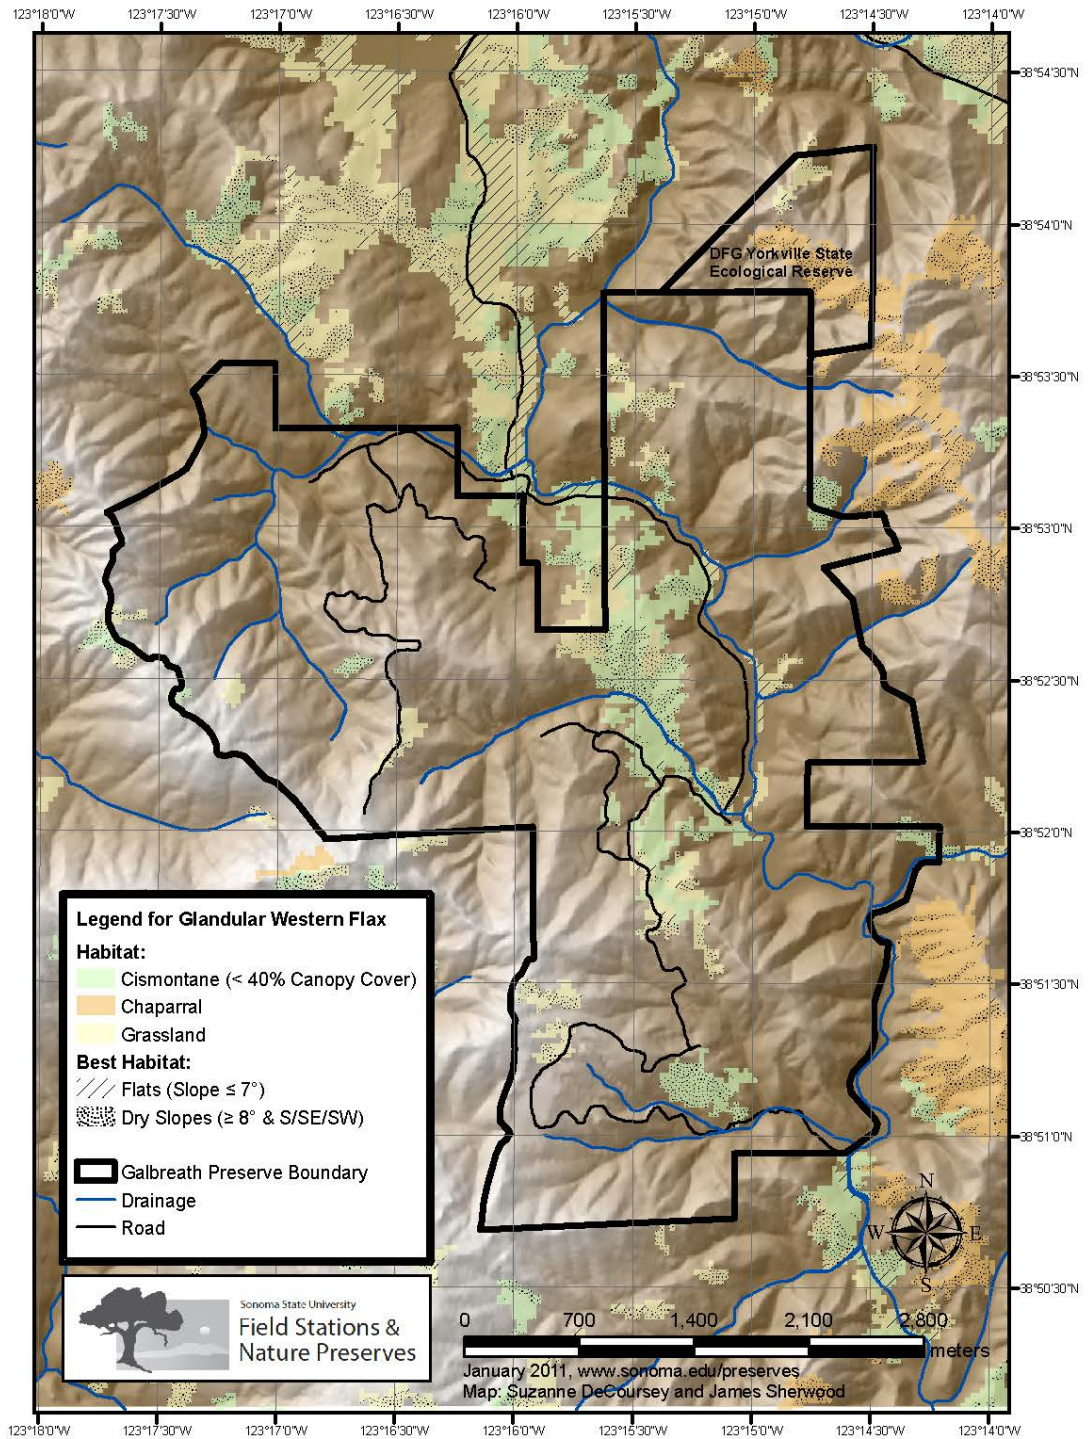 123°18'0"W 123°17'30"W 123°17'0"W 123°16'30"W 123°16'0"W 123°15'30"W 123°15'0"W 123°14'30"W 123°14'0"W
38°54'30"N
38°54'0"N
DFG Yorkville State
Ecological Reserve
38°53'30"N
38°53'0"N
38°52'30"N
38°52'0"N
38°51'30"N
38°51'0"N
38°50'30"N
Legend for Glandular Western Flax
Habitat:
Cismontane (< 40% Canopy Cover)
Chaparral
Grassland
Best Habitat:
Flats (Slope ≤ 7°)
Dry Slopes (≥ 8° & S/SE/SW)
Galbreath Preserve Boundary
Drainage
Road
N
W E
S
Sonoma State University
Field Stations &
Nature Preserves
0 700 1,400 2,100 2,800
meters
January 2011, www.sonoma.edu/preserves
Map: Suzanne DeCoursey and James Sherwood
123°18'0"W 123°17'30"W 123°17'0"W 123°16'30"W 123°16'0"W 123°15'30"W 123°15'0"W 123°14'30"W 123°14'0"W